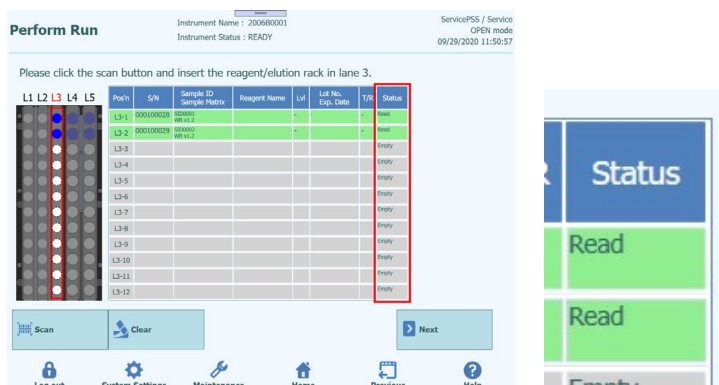 Perform Run
Instrument Name : 2006B0001
Instrument Status : READY
ServicePSS / Service
OPEN mode
09/29/2020 11:50:57
Please click the scan button and insert the reagent/elution rack in lane 3.
L1 L2 L3 L4 L5
Pos'n S/N Sample ID Sample Matrix Reagent Name Lvl Lot No. Exp. Date T/R Status
L3-1 000100028 SID0001 WB v1.2 - - - Read
L3-2 000100029 SID0002 WB v1.2 - - - Read
L3-3 Empty
L3-4 Empty
L3-5 Empty
L3-6 Empty
L3-7 Empty
L3-8 Empty
L3-9 Empty
L3-10 Empty
L3-11 Empty
L3-12 Empty
Scan
Clear
Next
Log out
System Settings
Maintenance
Home
Previous
Help
Status
Read
Read
Empty